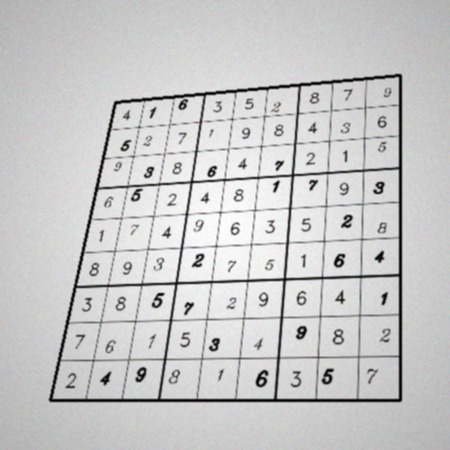 4 1 6 3 5 2 8 7 9
5 2 7 1 9 8 4 3 6
9 3 8 6 4 7 2 1 5
6 5 2 4 8 1 7 9 3
1 7 4 9 6 3 5 2 8
8 9 3 2 7 5 1 6 4
3 8 5 7 2 9 6 4 1
7 6 1 5 3 4 9 8 2
2 4 9 8 1 6 3 5 7